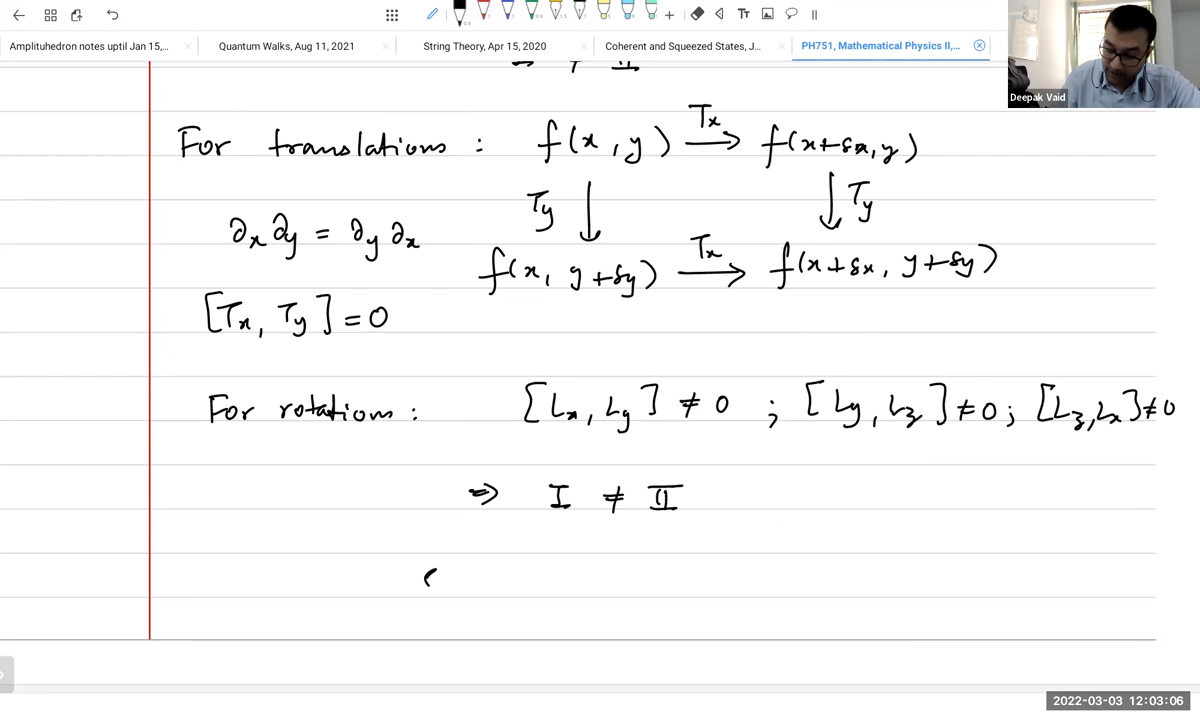 Amplituhedron notes uptil Jan 15,... Quantum Walks, Aug 11, 2021 String Theory, Apr 15, 2020 Coherent and Squeezed States, J... PH751, Mathematical Physics II,...
Deepak Vaid
For translations : f(x, y) —Tx→ f(x+δx, y)
Ty ↓ ↓ Ty
∂x ∂y = ∂y ∂x
f(x, y+δy) —Tx→ f(x+δx, y+δy)
[Tx, Ty] = 0
For rotations : [Lx, Ly] ≠ 0 ; [Ly, Lz] ≠ 0 ; [Lz, Lx] ≠ 0
⇒ I ≠ II
2022-03-03 12:03:06